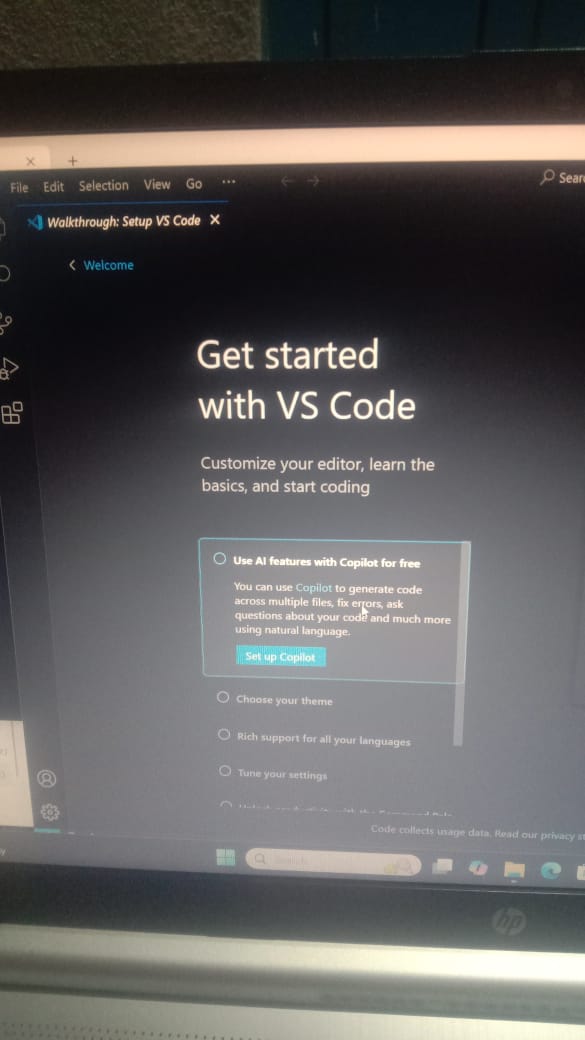 File Edit Selection View Go ...
Walkthrough: Setup VS Code
Welcome
Get started
with VS Code
Customize your editor, learn the
basics, and start coding
Use AI features with Copilot for free
You can use Copilot to generate code
across multiple files, fix errors, ask
questions about your code and much more
using natural language.
Set up Copilot
Choose your theme
Rich support for all your languages
Tune your settings
Code collects usage data. Read our privacy
Search
hp